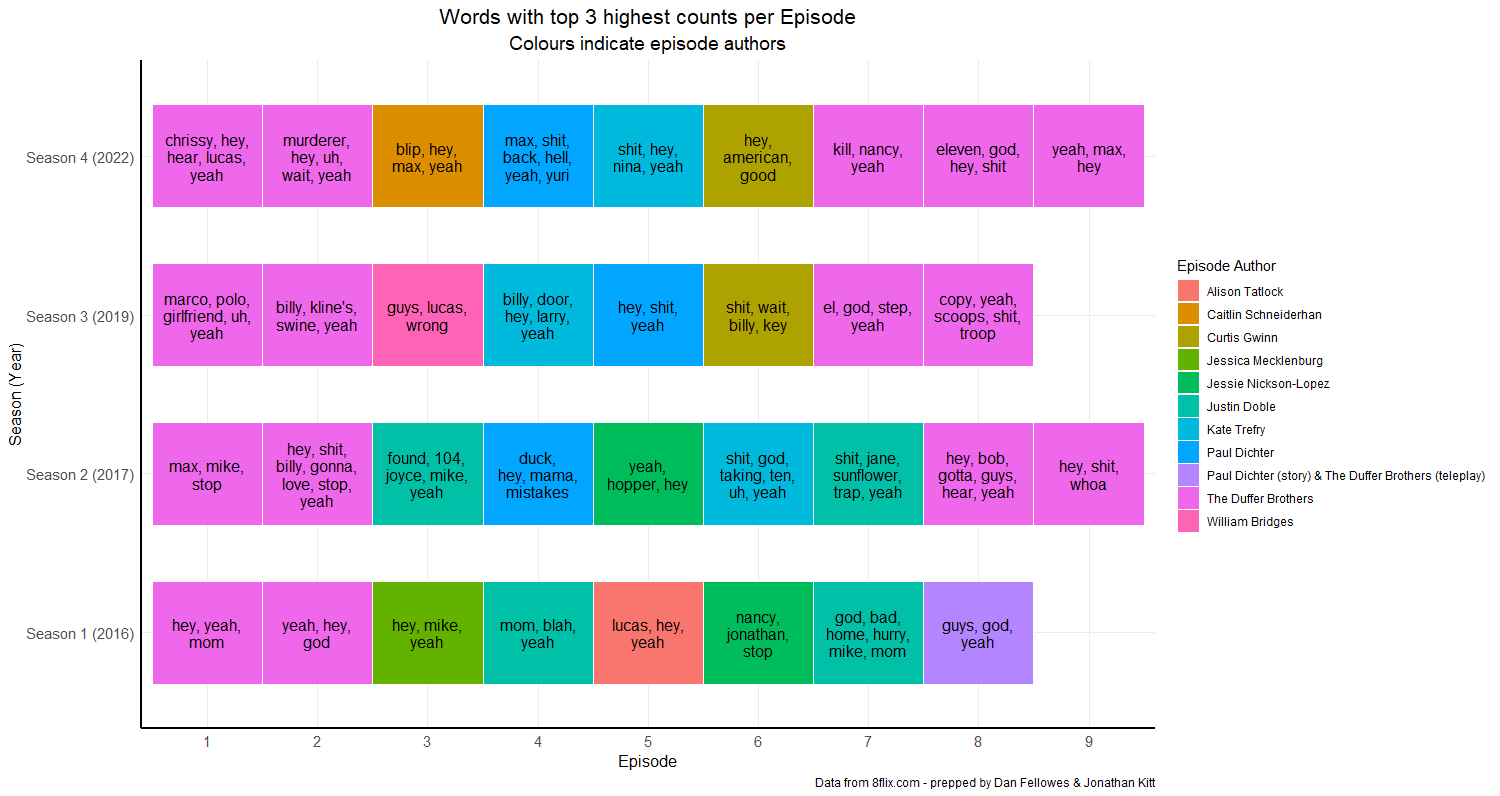 Words with top 3 highest counts per Episode
Colours indicate episode authors
Season (Year)
Season 4 (2022)
chrissy, hey,
hear, lucas,
yeah
murderer,
hey, uh,
wait, yeah
blip, hey,
max, yeah
max, shit,
back, hell,
yeah, yuri
shit, hey,
nina, yeah
hey,
american,
good
kill, nancy,
yeah
eleven, god,
hey, shit
yeah, max,
hey
Season 3 (2019)
marco, polo,
girlfriend, uh,
yeah
billy, kline's,
swine, yeah
guys, lucas,
wrong
billy, door,
hey, larry,
yeah
hey, shit,
yeah
shit, wait,
billy, key
el, god, step,
yeah
copy, yeah,
scoops, shit,
troop
Season 2 (2017)
max, mike,
stop
hey, shit,
billy, gonna,
love, stop,
yeah
found, 104,
joyce, mike,
yeah
duck,
hey, mama,
mistakes
yeah,
hopper, hey
shit, god,
taking, ten,
uh, yeah
shit, jane,
sunflower,
trap, yeah
hey, bob,
gotta, guys,
hear, yeah
hey, shit,
whoa
Season 1 (2016)
hey, yeah,
mom
yeah, hey,
god
hey, mike,
yeah
mom, blah,
yeah
lucas, hey,
yeah
nancy,
jonathan,
stop
god, bad,
home, hurry,
mike, mom
guys, god,
yeah
1 2 3 4 5 6 7 8 9
Episode
Episode Author
Alison Tatlock
Caitlin Schneiderhan
Curtis Gwinn
Jessica Mecklenburg
Jessie Nickson-Lopez
Justin Doble
Kate Trefry
Paul Dichter
Paul Dichter (story) & The Duffer Brothers (teleplay)
The Duffer Brothers
William Bridges
Data from 8flix.com - prepped by Dan Fellowes & Jonathan Kitt